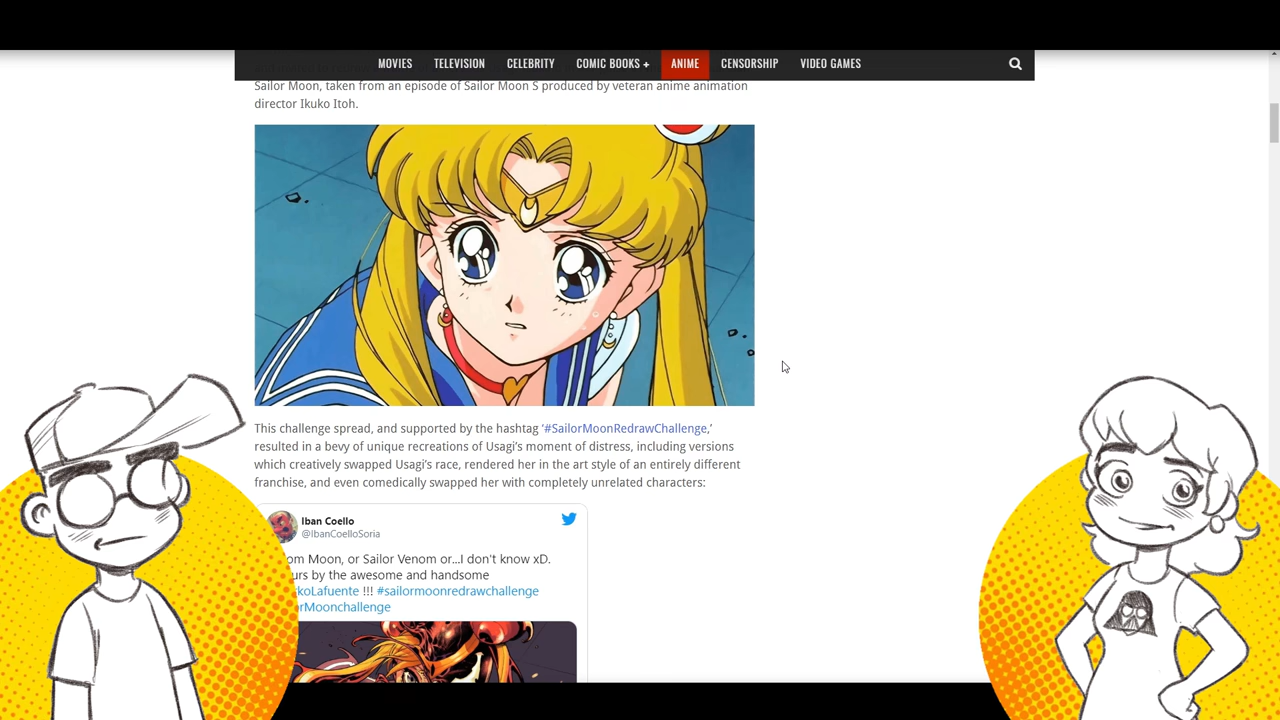 MOVIES TELEVISION CELEBRITY COMIC BOOKS + ANIME CENSORSHIP VIDEO GAMES
Sailor Moon, taken from an episode of Sailor Moon S produced by veteran anime animation
director Ikuko Itoh.
This challenge spread, and supported by the hashtag ‘#SailorMoonRedrawChallenge,’
resulted in a bevy of unique recreations of Usagi’s moment of distress, including versions
which creatively swapped Usagi’s race, rendered her in the art style of an entirely different
franchise, and even comedically swapped her with completely unrelated characters:
Iban Coello
@IbanCoelloSoria
om Moon, or Sailor Venom or...I don't know xD.
urs by the awesome and handsome
rkoLafuente !!! #sailormoonredrawchallenge
rMoonchallenge